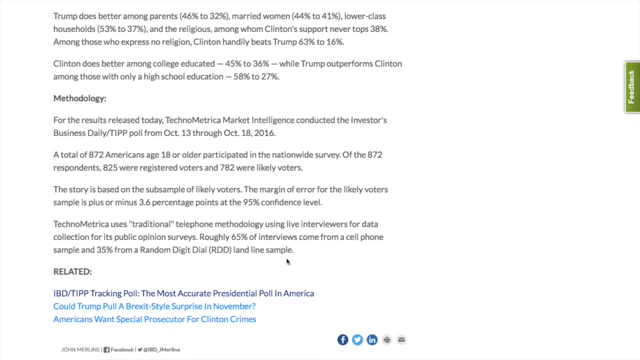 Trump does better among parents (46% to 32%), married women (44% to 41%), lower-class
households (53% to 37%), and the religious, among whom Clinton's support never tops 38%.
Among those who express no religion, Clinton handily beats Trump 63% to 16%.
Clinton does better among college educated — 45% to 36% — while Trump outperforms Clinton
among those with only a high school education — 58% to 27%.
Methodology:
For the results released today, TechnoMetrica Market Intelligence conducted the Investor's
Business Daily/TIPP poll from Oct. 13 through Oct. 18, 2016.
A total of 872 Americans age 18 or older participated in the nationwide survey. Of the 872
respondents, 825 were registered voters and 782 were likely voters.
The story is based on the subsample of likely voters. The margin of error for the likely voters
sample is plus or minus 3.6 percentage points at the 95% confidence level.
TechnoMetrica uses "traditional" telephone methodology using live interviewers for data
collection for its public opinion surveys. Roughly 65% of interviews come from a cell phone
sample and 35% from a Random Digit Dial (RDD) land line sample.
RELATED:
IBD/TIPP Tracking Poll: The Most Accurate Presidential Poll in America
Could Trump Pull A Brexit-Style Surprise in November?
Americans Want Special Prosecutor For Clinton Crimes
JOHN MERLINE | Facebook | @IBD_JMerline
Feedback